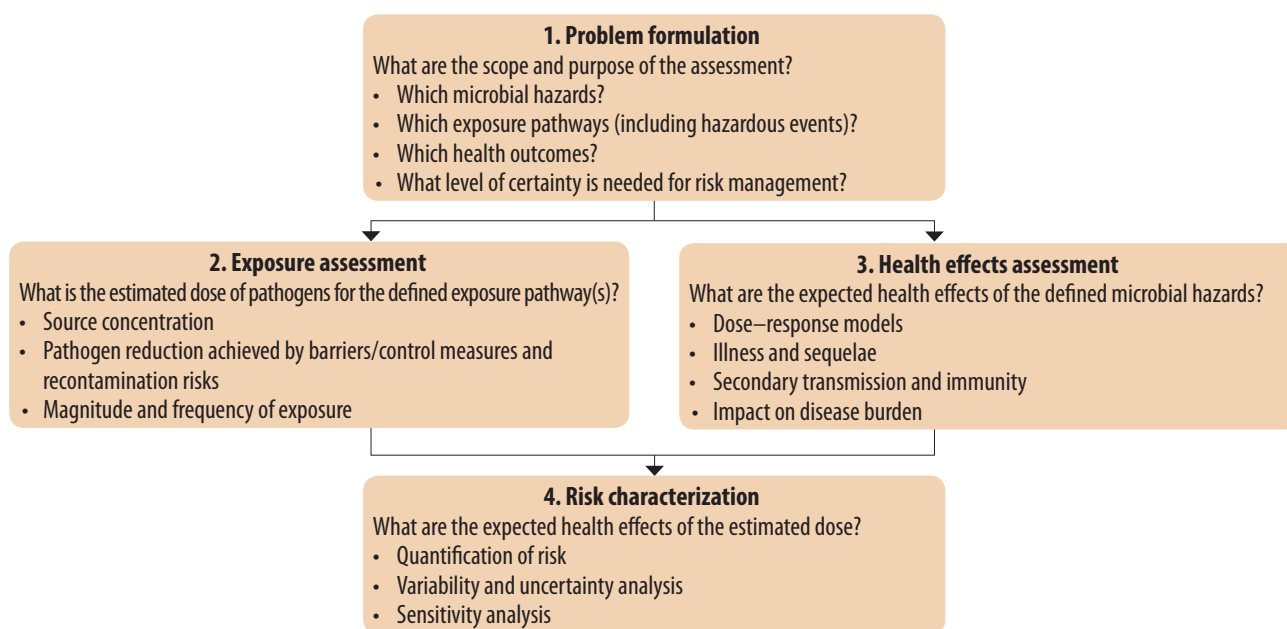 1. Problem formulation
What are the scope and purpose of the assessment?
• Which microbial hazards?
• Which exposure pathways (including hazardous events)?
• Which health outcomes?
• What level of certainty is needed for risk management?
2. Exposure assessment
What is the estimated dose of pathogens for the defined exposure pathway(s)?
• Source concentration
• Pathogen reduction achieved by barriers/control measures and
recontamination risks
• Magnitude and frequency of exposure
3. Health effects assessment
What are the expected health effects of the defined microbial hazards?
• Dose–response models
• Illness and sequelae
• Secondary transmission and immunity
• Impact on disease burden
4. Risk characterization
What are the expected health effects of the estimated dose?
• Quantification of risk
• Variability and uncertainty analysis
• Sensitivity analysis